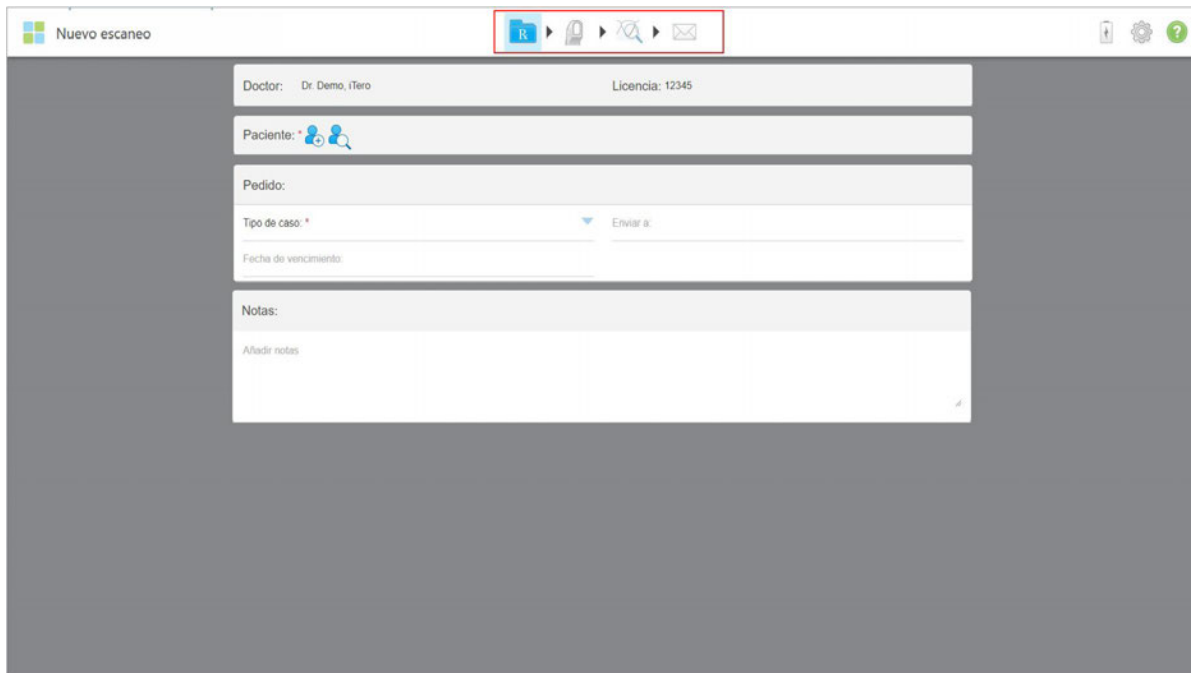 Nuevo escaneo
R
?
Doctor: Dr. Demo, iTero Licencia: 12345
Paciente: *
Pedido:
Tipo de caso: * Enviar a:
Fecha de vencimiento:
Notas:
Añadir notas